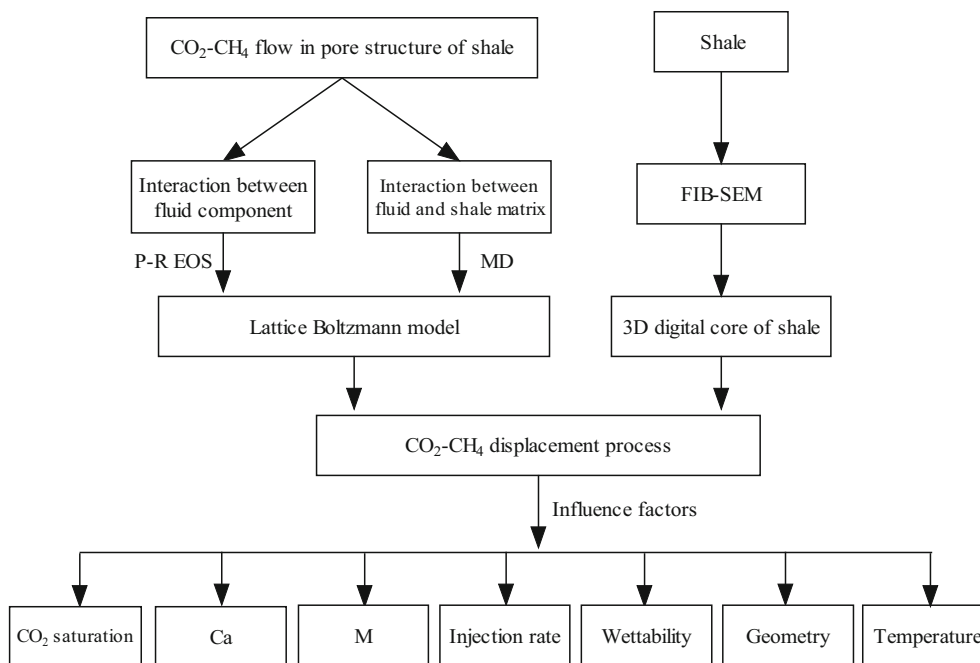 CO₂-CH₄ flow in pore structure of shale
Shale
Interaction between
fluid component
Interaction between
fluid and shale matrix
FIB-SEM
P-R EOS
MD
Lattice Boltzmann model
3D digital core of shale
CO₂-CH₄ displacement process
Influence factors
CO₂ saturation
Ca
M
Injection rate
Wettability
Geometry
Temperature